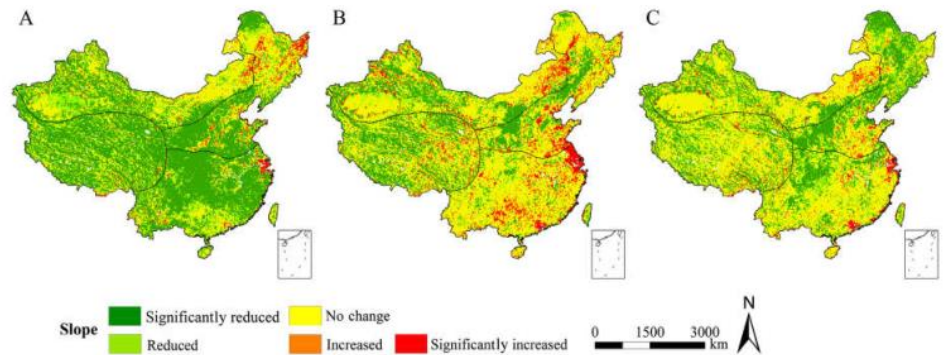 A
B
C
Slope
Significantly reduced
No change
Reduced
Increased
Significantly increased
0 1500 3000
km
N